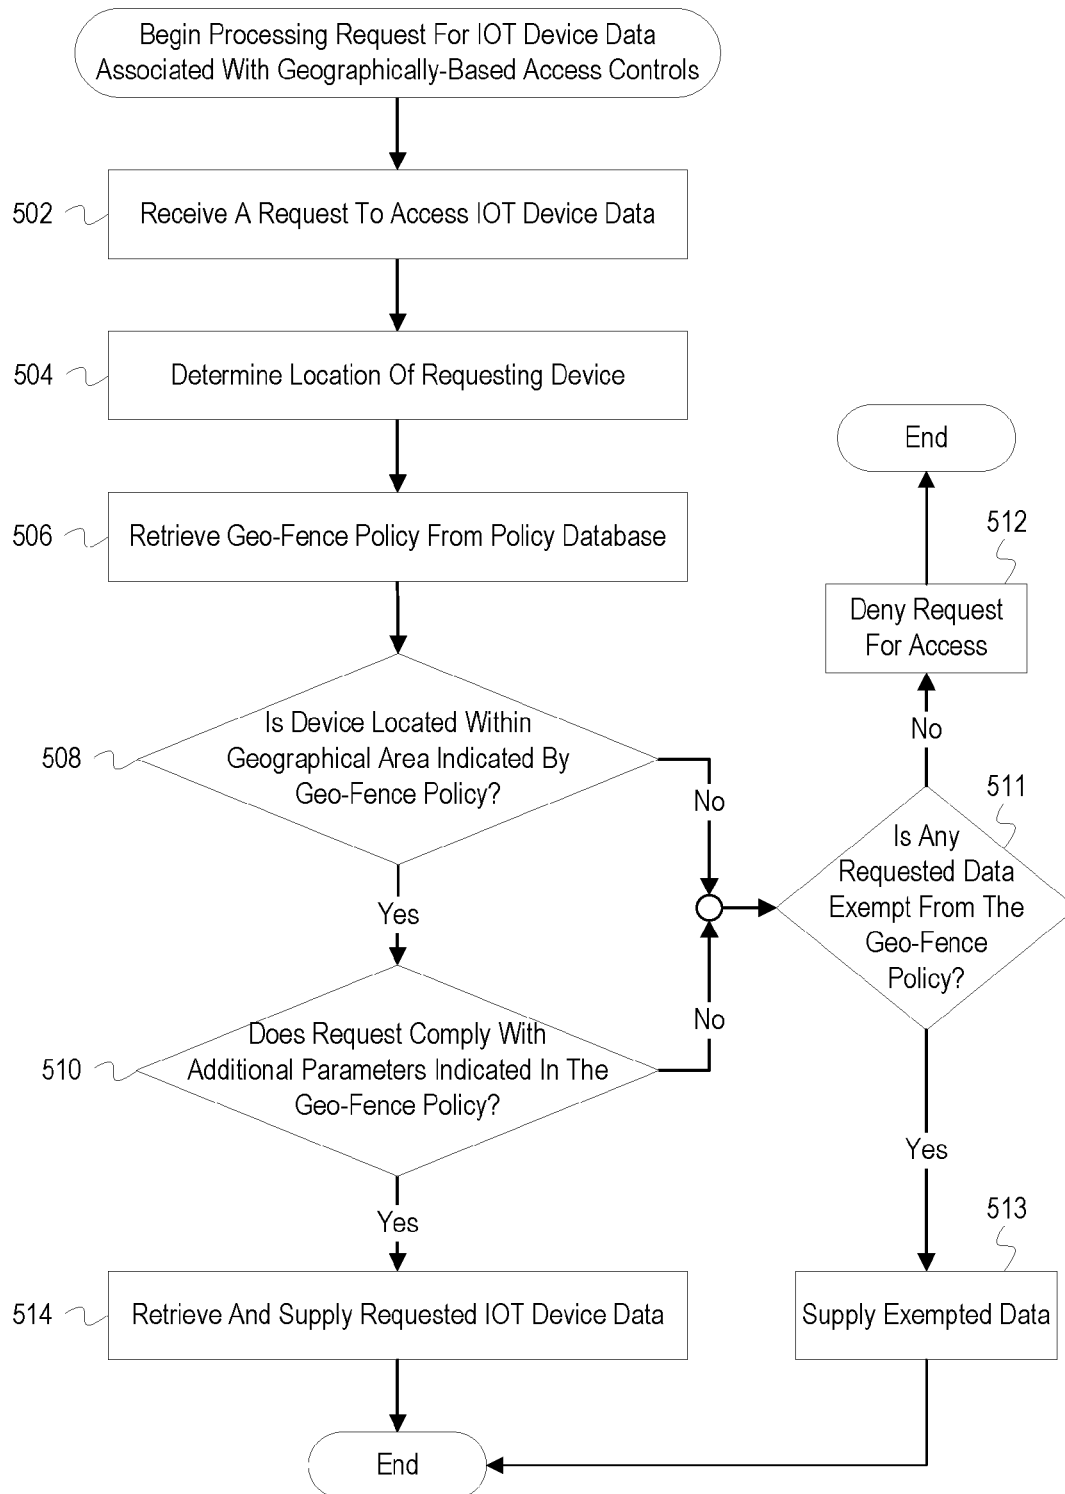 Begin Processing Request For IOT Device Data
Associated With Geographically-Based Access Controls
502
Receive A Request To Access IOT Device Data
504
Determine Location Of Requesting Device
506
Retrieve Geo-Fence Policy From Policy Database
508
Is Device Located Within
Geographical Area Indicated By
Geo-Fence Policy?
No
Yes
510
Does Request Comply With
Additional Parameters Indicated In The
Geo-Fence Policy?
No
Yes
514
Retrieve And Supply Requested IOT Device Data
End
End
512
Deny Request
For Access
No
511
Is Any
Requested Data
Exempt From The
Geo-Fence
Policy?
Yes
513
Supply Exempted Data